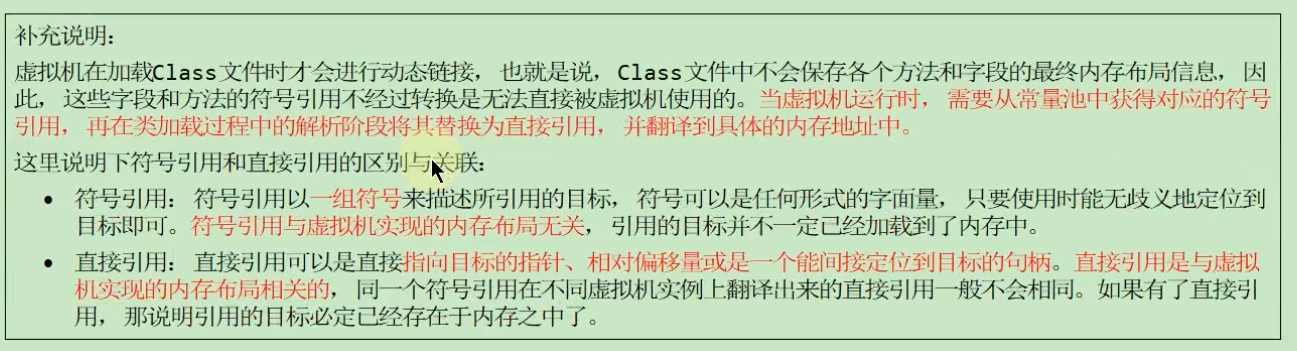 补充说明：
虚拟机在加载Class文件时才会进行动态链接，也就是说，Class文件中不会保存各个方法和字段的最终内存布局信息，因
此，这些字段和方法的符号引用不经过转换是无法直接被虚拟机使用的。当虚拟机运行时，需要从常量池中获得对应的符号
引用，再在类加载过程中的解析阶段将其替换为直接引用，并翻译到具体的内存地址中。
这里说明下符号引用和直接引用的区别与关联：
• 符号引用：符号引用以一组符号来描述所引用的目标，符号可以是任何形式的字面量，只要使用时能无歧义地定位到
目标即可。符号引用与虚拟机实现的内存布局无关，引用的目标并不一定已经加载到了内存中。
• 直接引用：直接引用可以是直接指向目标的指针、相对偏移量或是一个能间接定位到目标的句柄。直接引用是与虚拟
机实现的内存布局相关的，同一个符号引用在不同虚拟机实例上翻译出来的直接引用一般不会相同。如果有了直接引
用，那说明引用的目标必定已经存在于内存之中了。